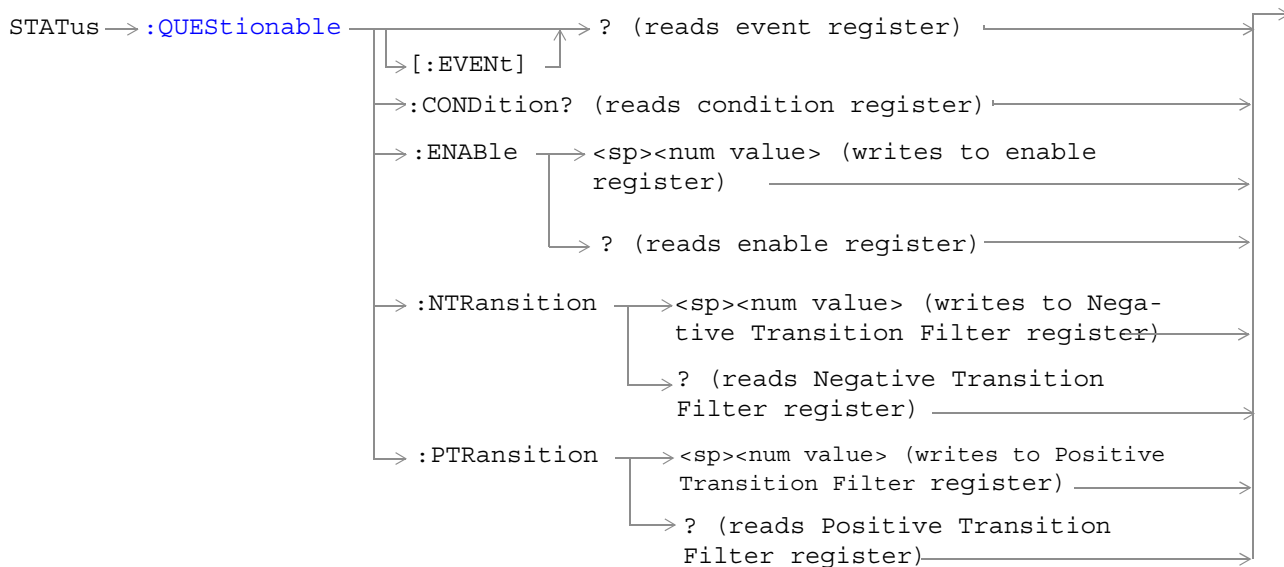 STATus :QUEStionable ? (reads event register)
[:EVENt]
:CONDition? (reads condition register)
:ENABle <sp><num value> (writes to enable
register)
? (reads enable register)
:NTRansition <sp><num value> (writes to Nega-
tive Transition Filter register)
? (reads Negative Transition
Filter register)
:PTRansition <sp><num value> (writes to Positive
Transition Filter register)
? (reads Positive Transition
Filter register)